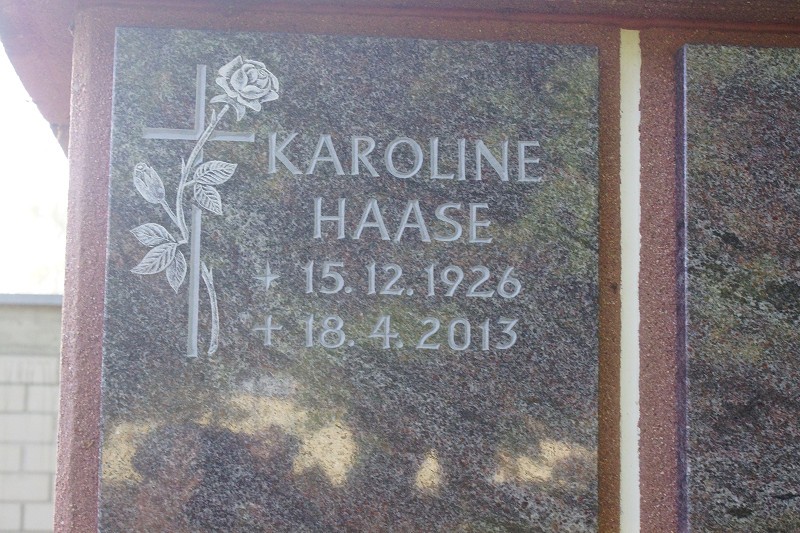 KAROLINE
HAASE
* 15. 12. 1926
+ 18. 4. 2013